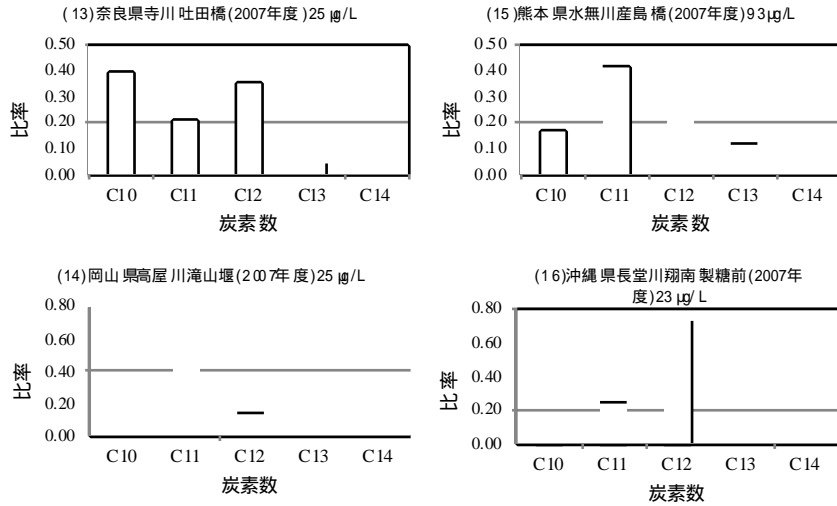 (13)奈良県寺川 吐田橋(2007年度)25 µg/L
0.50
0.40
0.30
0.20
0.10
0.00
比率
C10 C11 C12 C13 C14
炭素数
(15)熊本県水無川産島橋(2007年度)93µg/L
0.50
0.40
0.30
0.20
0.10
0.00
比率
C10 C11 C12 C13 C14
炭素数
(14)岡山県高屋川滝山堰(2007年度)25 µg/L
0.80
0.60
0.40
0.20
0.00
比率
C10 C11 C12 C13 C14
炭素数
(16)沖縄県長堂川翔南製糖前(2007年
度)23 µg/L
0.80
0.60
0.40
0.20
0.00
比率
C10 C11 C12 C13 C14
炭素数